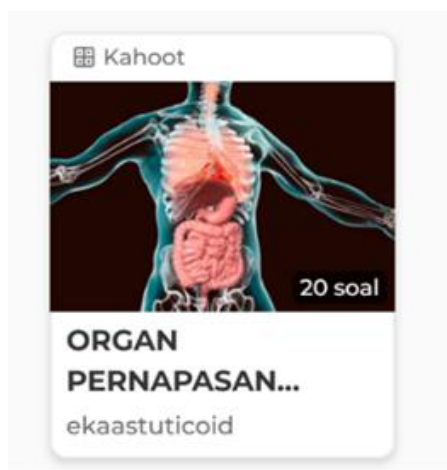 Kahoot
20 soal
ORGAN
PERNAPASAN...
ekaastuticoid